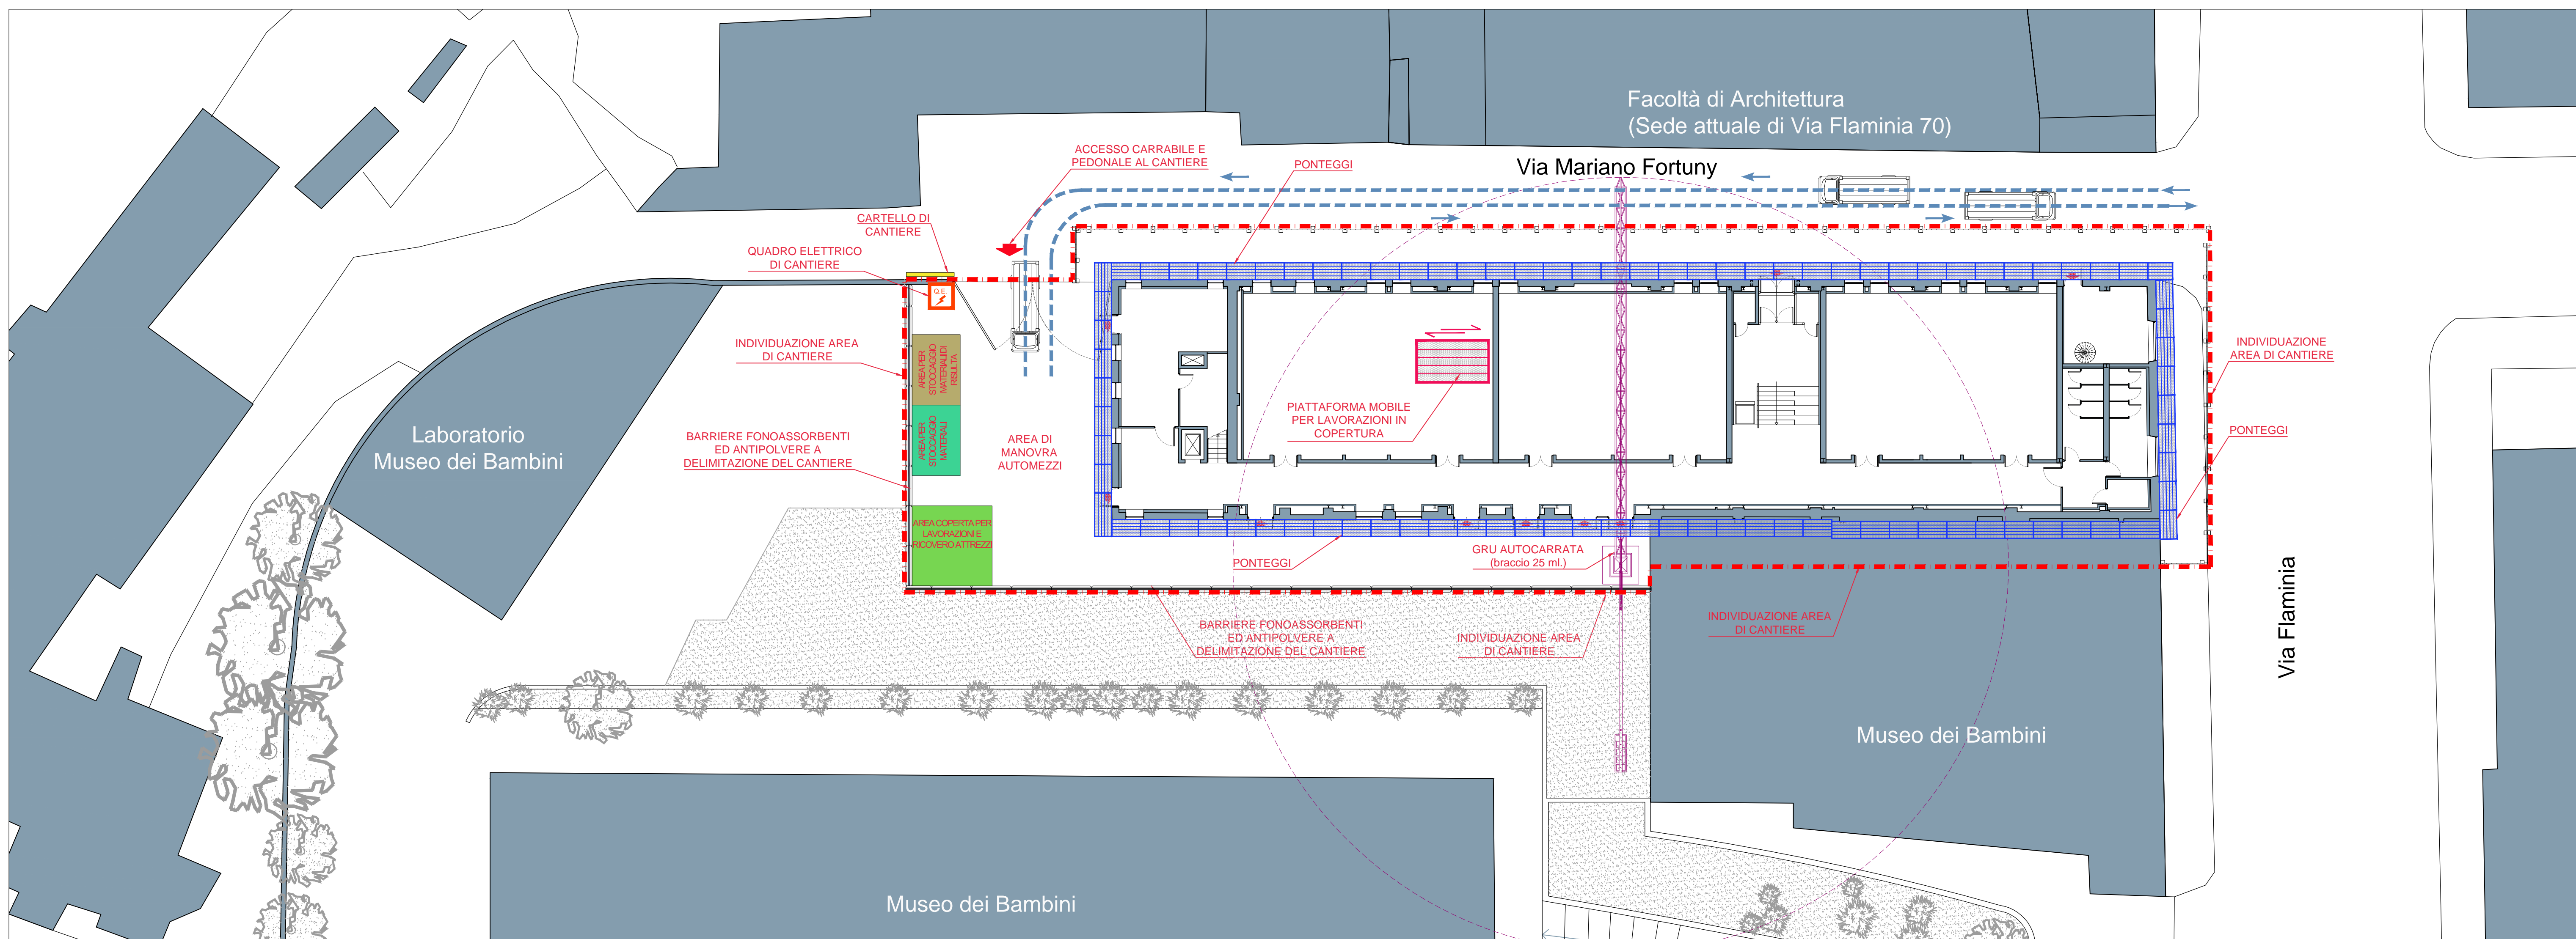 Facoltà di Architettura
(Sede attuale di Via Flaminia 70)
Via Mariano Fortuny
ACCESSO CARRABILE E
PEDONALE AL CANTIERE
PONTEGGI
CARTELLO DI
CANTIERE
QUADRO ELETTRICO
DI CANTIERE
Q.E.
INDIVIDUAZIONE AREA
DI CANTIERE
AREA PER
STOCCAGGIO
MATERIALI DI
RISULTA
INDIVIDUAZIONE
AREA DI CANTIERE
PIATTAFORMA MOBILE
PER LAVORAZIONI IN
COPERTURA
Laboratorio
Museo dei Bambini
BARRIERE FONOASSORBENTI
ED ANTIPOLVERE A
DELIMITAZIONE DEL CANTIERE
AREA PER
STOCCAGGIO
MATERIALI
AREA DI
MANOVRA
AUTOMEZZI
PONTEGGI
AREA COPERTA PER
LAVORAZIONI E
RICOVERO ATTREZZI
PONTEGGI
GRU AUTOCARRATA
(braccio 25 ml.)
BARRIERE FONOASSORBENTI
ED ANTIPOLVERE A
DELIMITAZIONE DEL CANTIERE
INDIVIDUAZIONE AREA
DI CANTIERE
INDIVIDUAZIONE AREA
DI CANTIERE
Via Flaminia
Museo dei Bambini
Museo dei Bambini